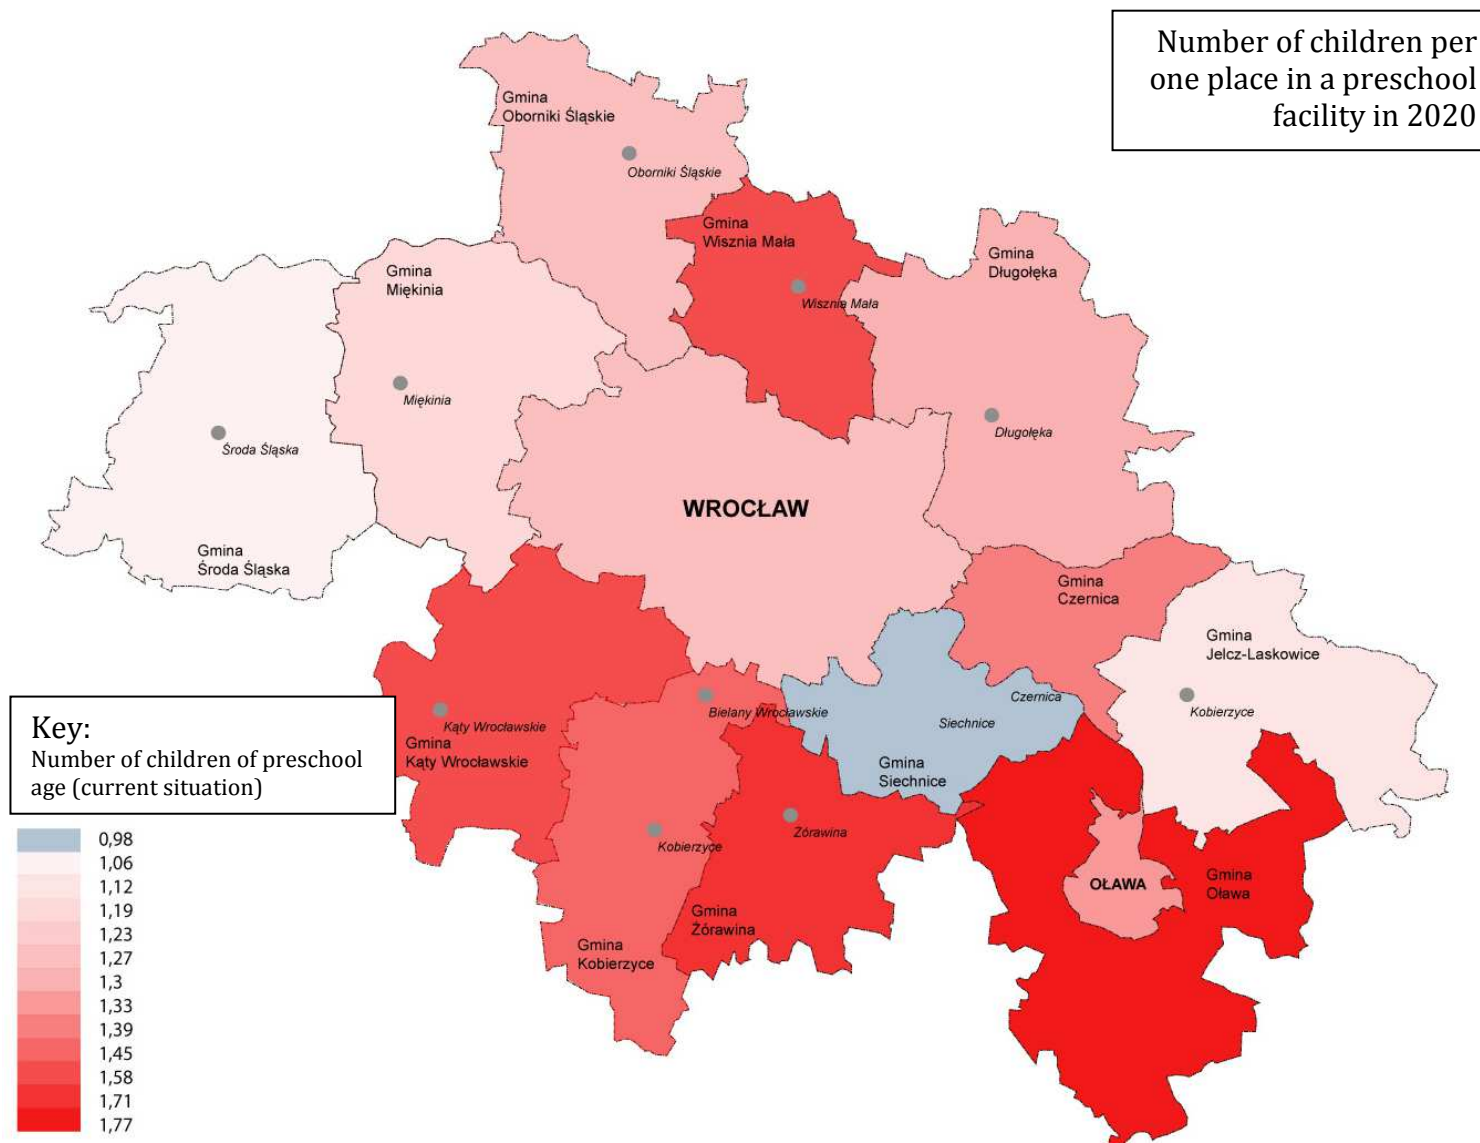 Number of children per
one place in a preschool
facility in 2020
Gmina
Oborniki Śląskie
Oborniki Śląskie
Gmina
Wisznia Mała
Wisznia Mała
Gmina
Długołęka
Długołęka
Gmina
Miękinia
Miękinia
Środa Śląska
Gmina
Środa Śląska
WROCŁAW
Gmina
Czernica
Czernica
Gmina
Jelcz-Laskowice
Kobierzyce
Siechnice
Gmina
Siechnice
Bielany Wrocławskie
Kąty Wrocławskie
Gmina
Kąty Wrocławskie
Kobierzyce
Gmina
Kobierzyce
Żórawina
Gmina
Żórawina
OŁAWA
Gmina
Oława
Key:
Number of children of preschool
age (current situation)
0,98
1,06
1,12
1,19
1,23
1,27
1,3
1,33
1,39
1,45
1,58
1,71
1,77